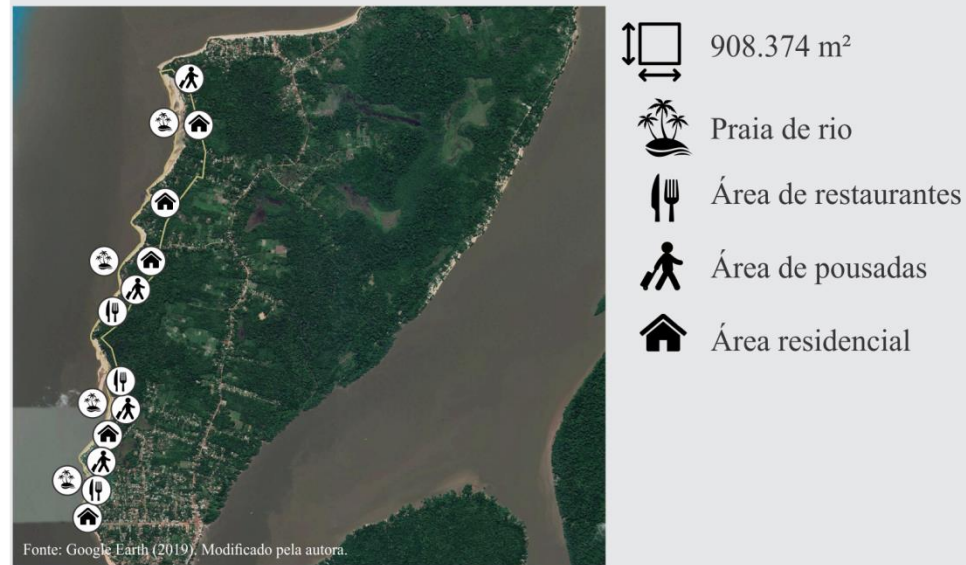 908.374 m²
Praia de rio
Área de restaurantes
Área de pousadas
Área residencial
Fonte: Google Earth (2019). Modificado pela autora.